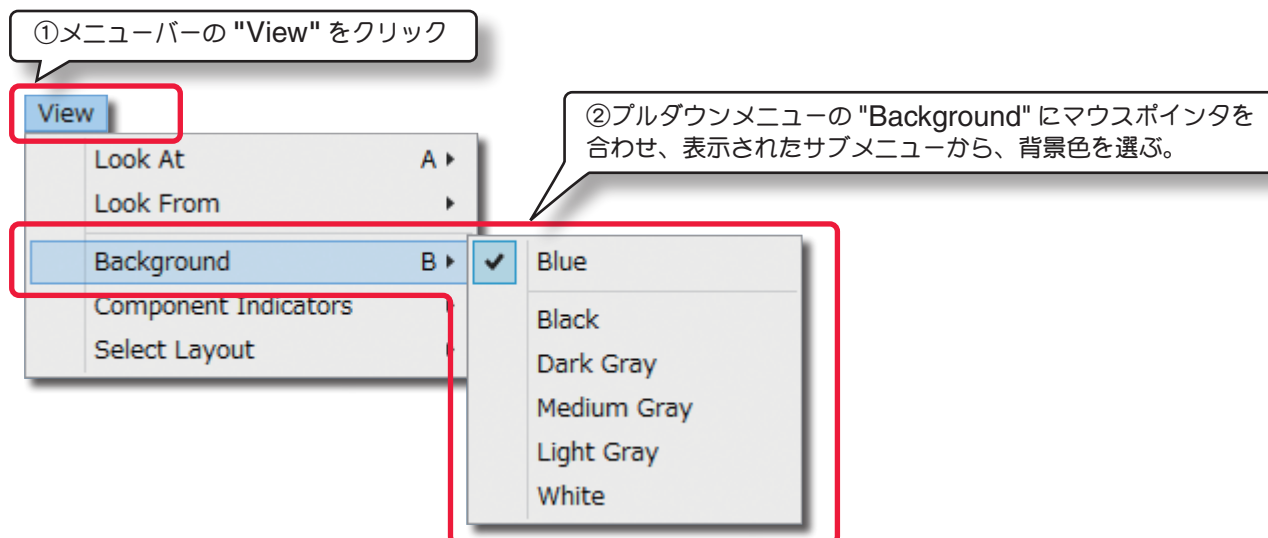 ①メニューバーの "View" をクリック
View
②プルダウンメニューの "Background" にマウスポインタを
合わせ、表示されたサブメニューから、背景色を選ぶ。
Look At A
Look From
Background B
Component Indicators
Select Layout
Blue
Black
Dark Gray
Medium Gray
Light Gray
White